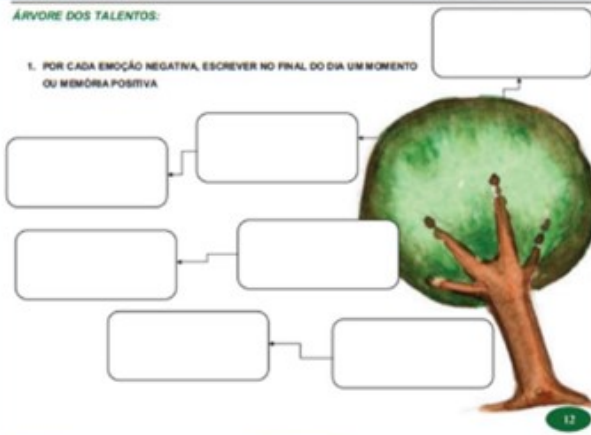 ÁRVORE DOS TALENTOS:
1. POR CADA EMOÇÃO NEGATIVA, ESCREVER NO FINAL DO DIA UM MOMENTO
OU MEMÓRIA POSITIVA
12